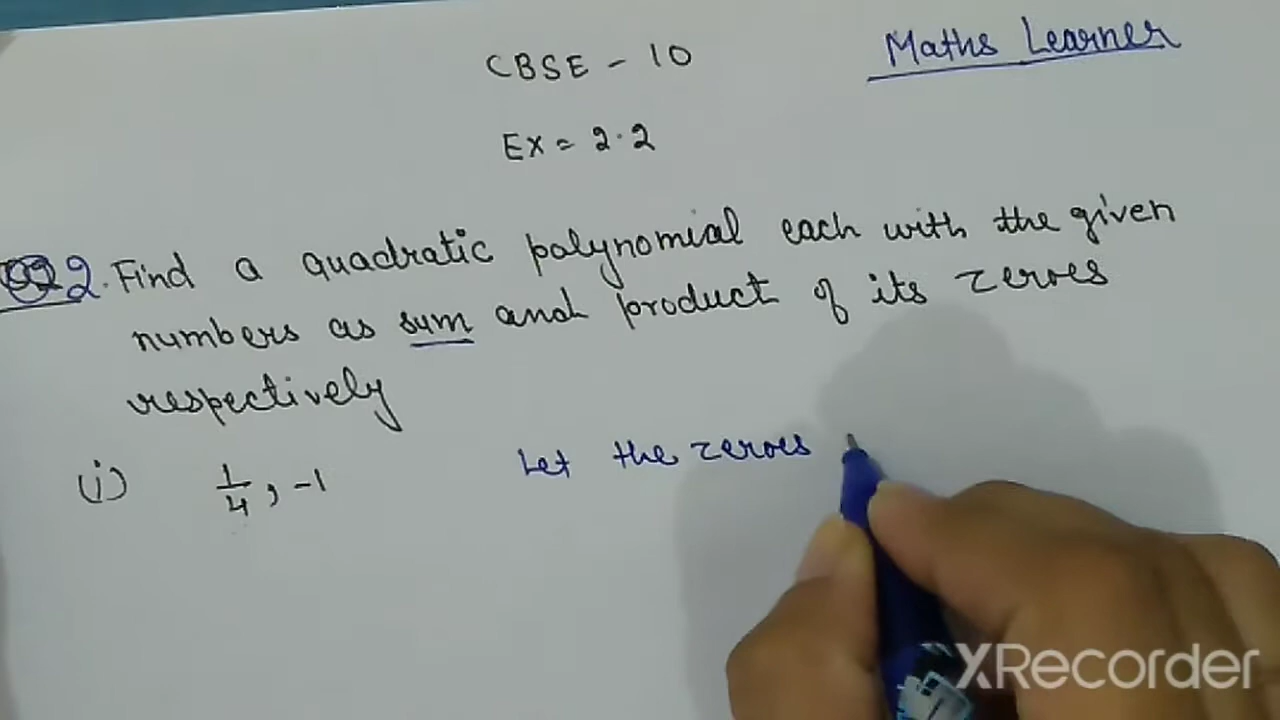 CBSE - 10
Maths Learner
Ex = 2.2
2. Find a quadratic polynomial each with the given
numbers as sum and product of its zeroes
respectively
(i) 1/4, -1
Let the zeroes
XRecorder